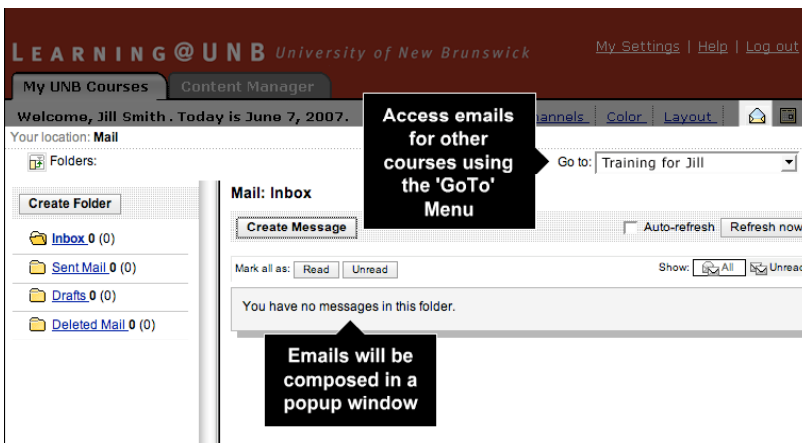 LEARNING@UNB University of New Brunswick
My Settings | Help | Log out
My UNB Courses
Content Manager
Welcome, Jill Smith. Today is June 7, 2007.
Color
Layout
Your location: Mail
Folders:
Access emails
for other
courses using
the 'GoTo'
Menu
Go to: Training for Jill
Create Folder
Inbox 0 (0)
Sent Mail 0 (0)
Drafts 0 (0)
Deleted Mail 0 (0)
Mail: Inbox
Create Message
Auto-refresh
Refresh now
Mark all as: Read Unread
Show: All Unread
You have no messages in this folder.
Emails will be
composed in a
popup window